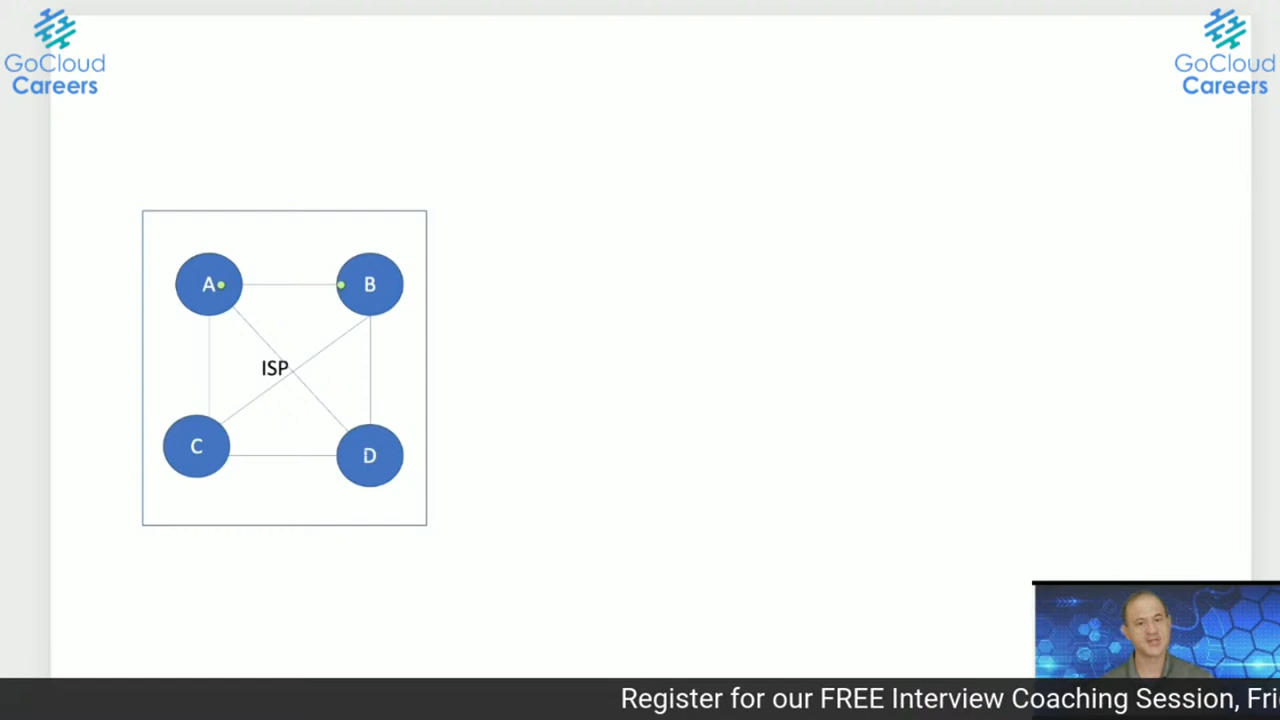 GoCloud
Careers
GoCloud
Careers
A
B
ISP
C
D
Register for our FREE Interview Coaching Session, Fri